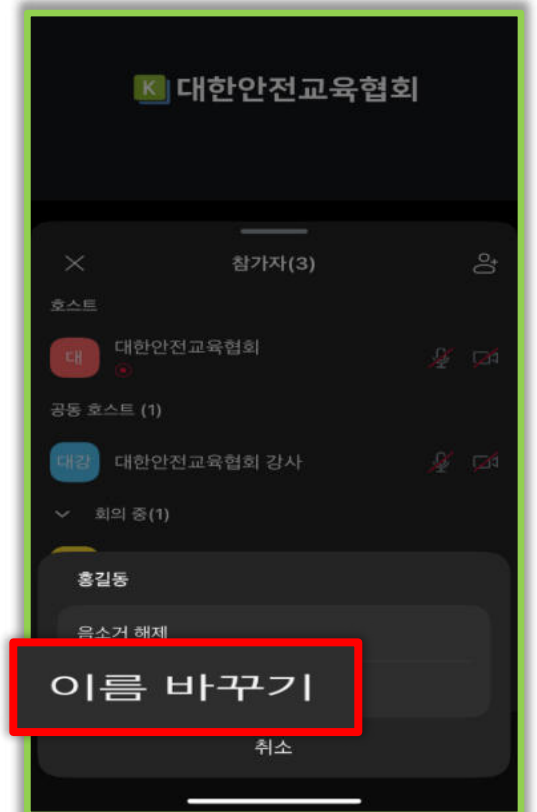 K 대한안전교육협회
참가자(3)
호스트
대 대한안전교육협회
공동 호스트 (1)
대강 대한안전교육협회 강사
회의 중(1)
홍길동
음소거 해제
이름 바꾸기
취소